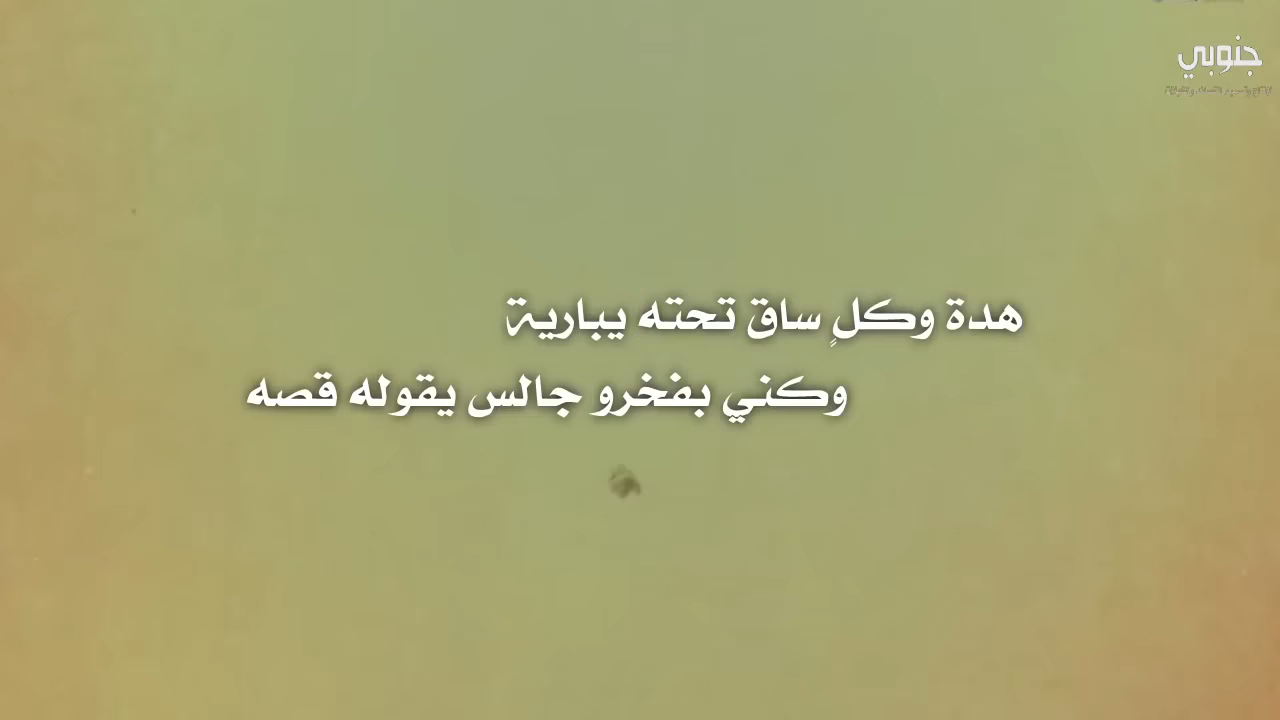 جنوبي
هدة وكلٍ ساق تحته يبارية
وكني بفخرو جالس يقوله قصه